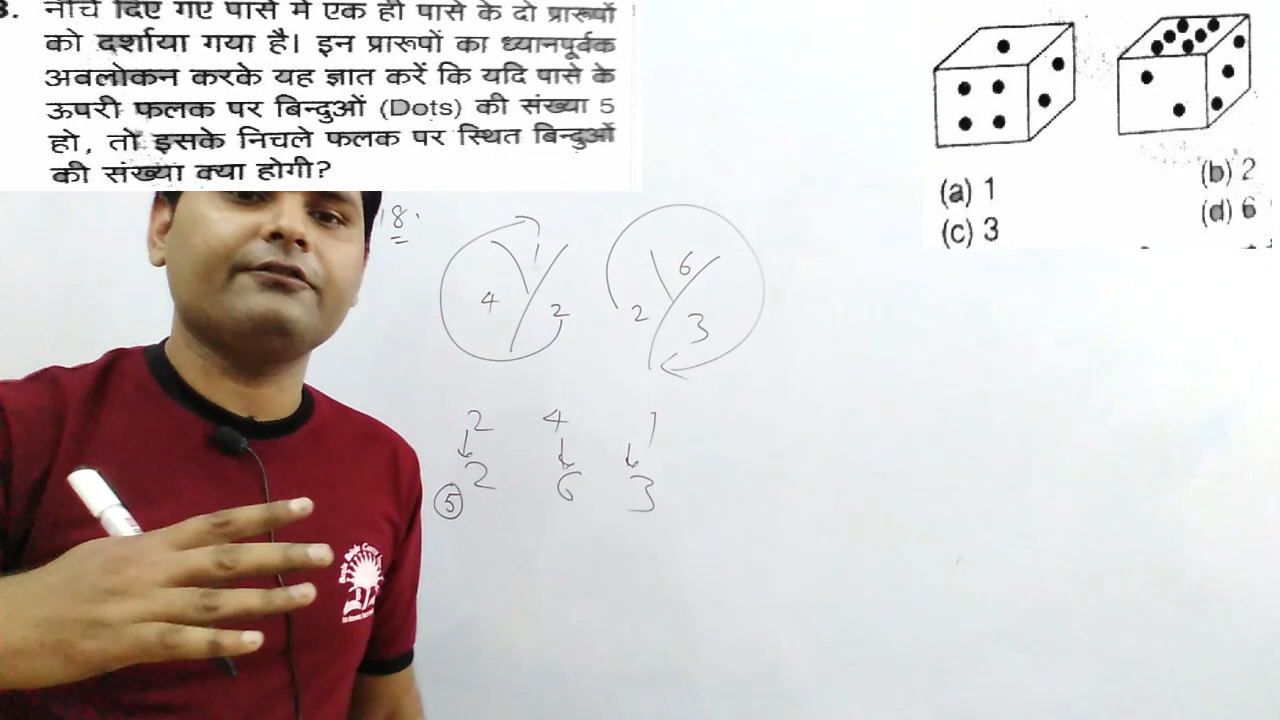 3. नीचे दिए गए पासे में एक ही पासे के दो प्रारूपों
को दर्शाया गया है। इन प्रारूपों का ध्यानपूर्वक
अवलोकन करके यह ज्ञात करें कि यदि पासे के
ऊपरी फलक पर बिन्दुओं (Dots) की संख्या 5
हो, तो इसके निचले फलक पर स्थित बिन्दुओं
की संख्या क्या होगी?
(a) 1 (b) 2
(c) 3 (d) 6
18.
4 1 2
2 6 3
2 4 1
5 2 6 3